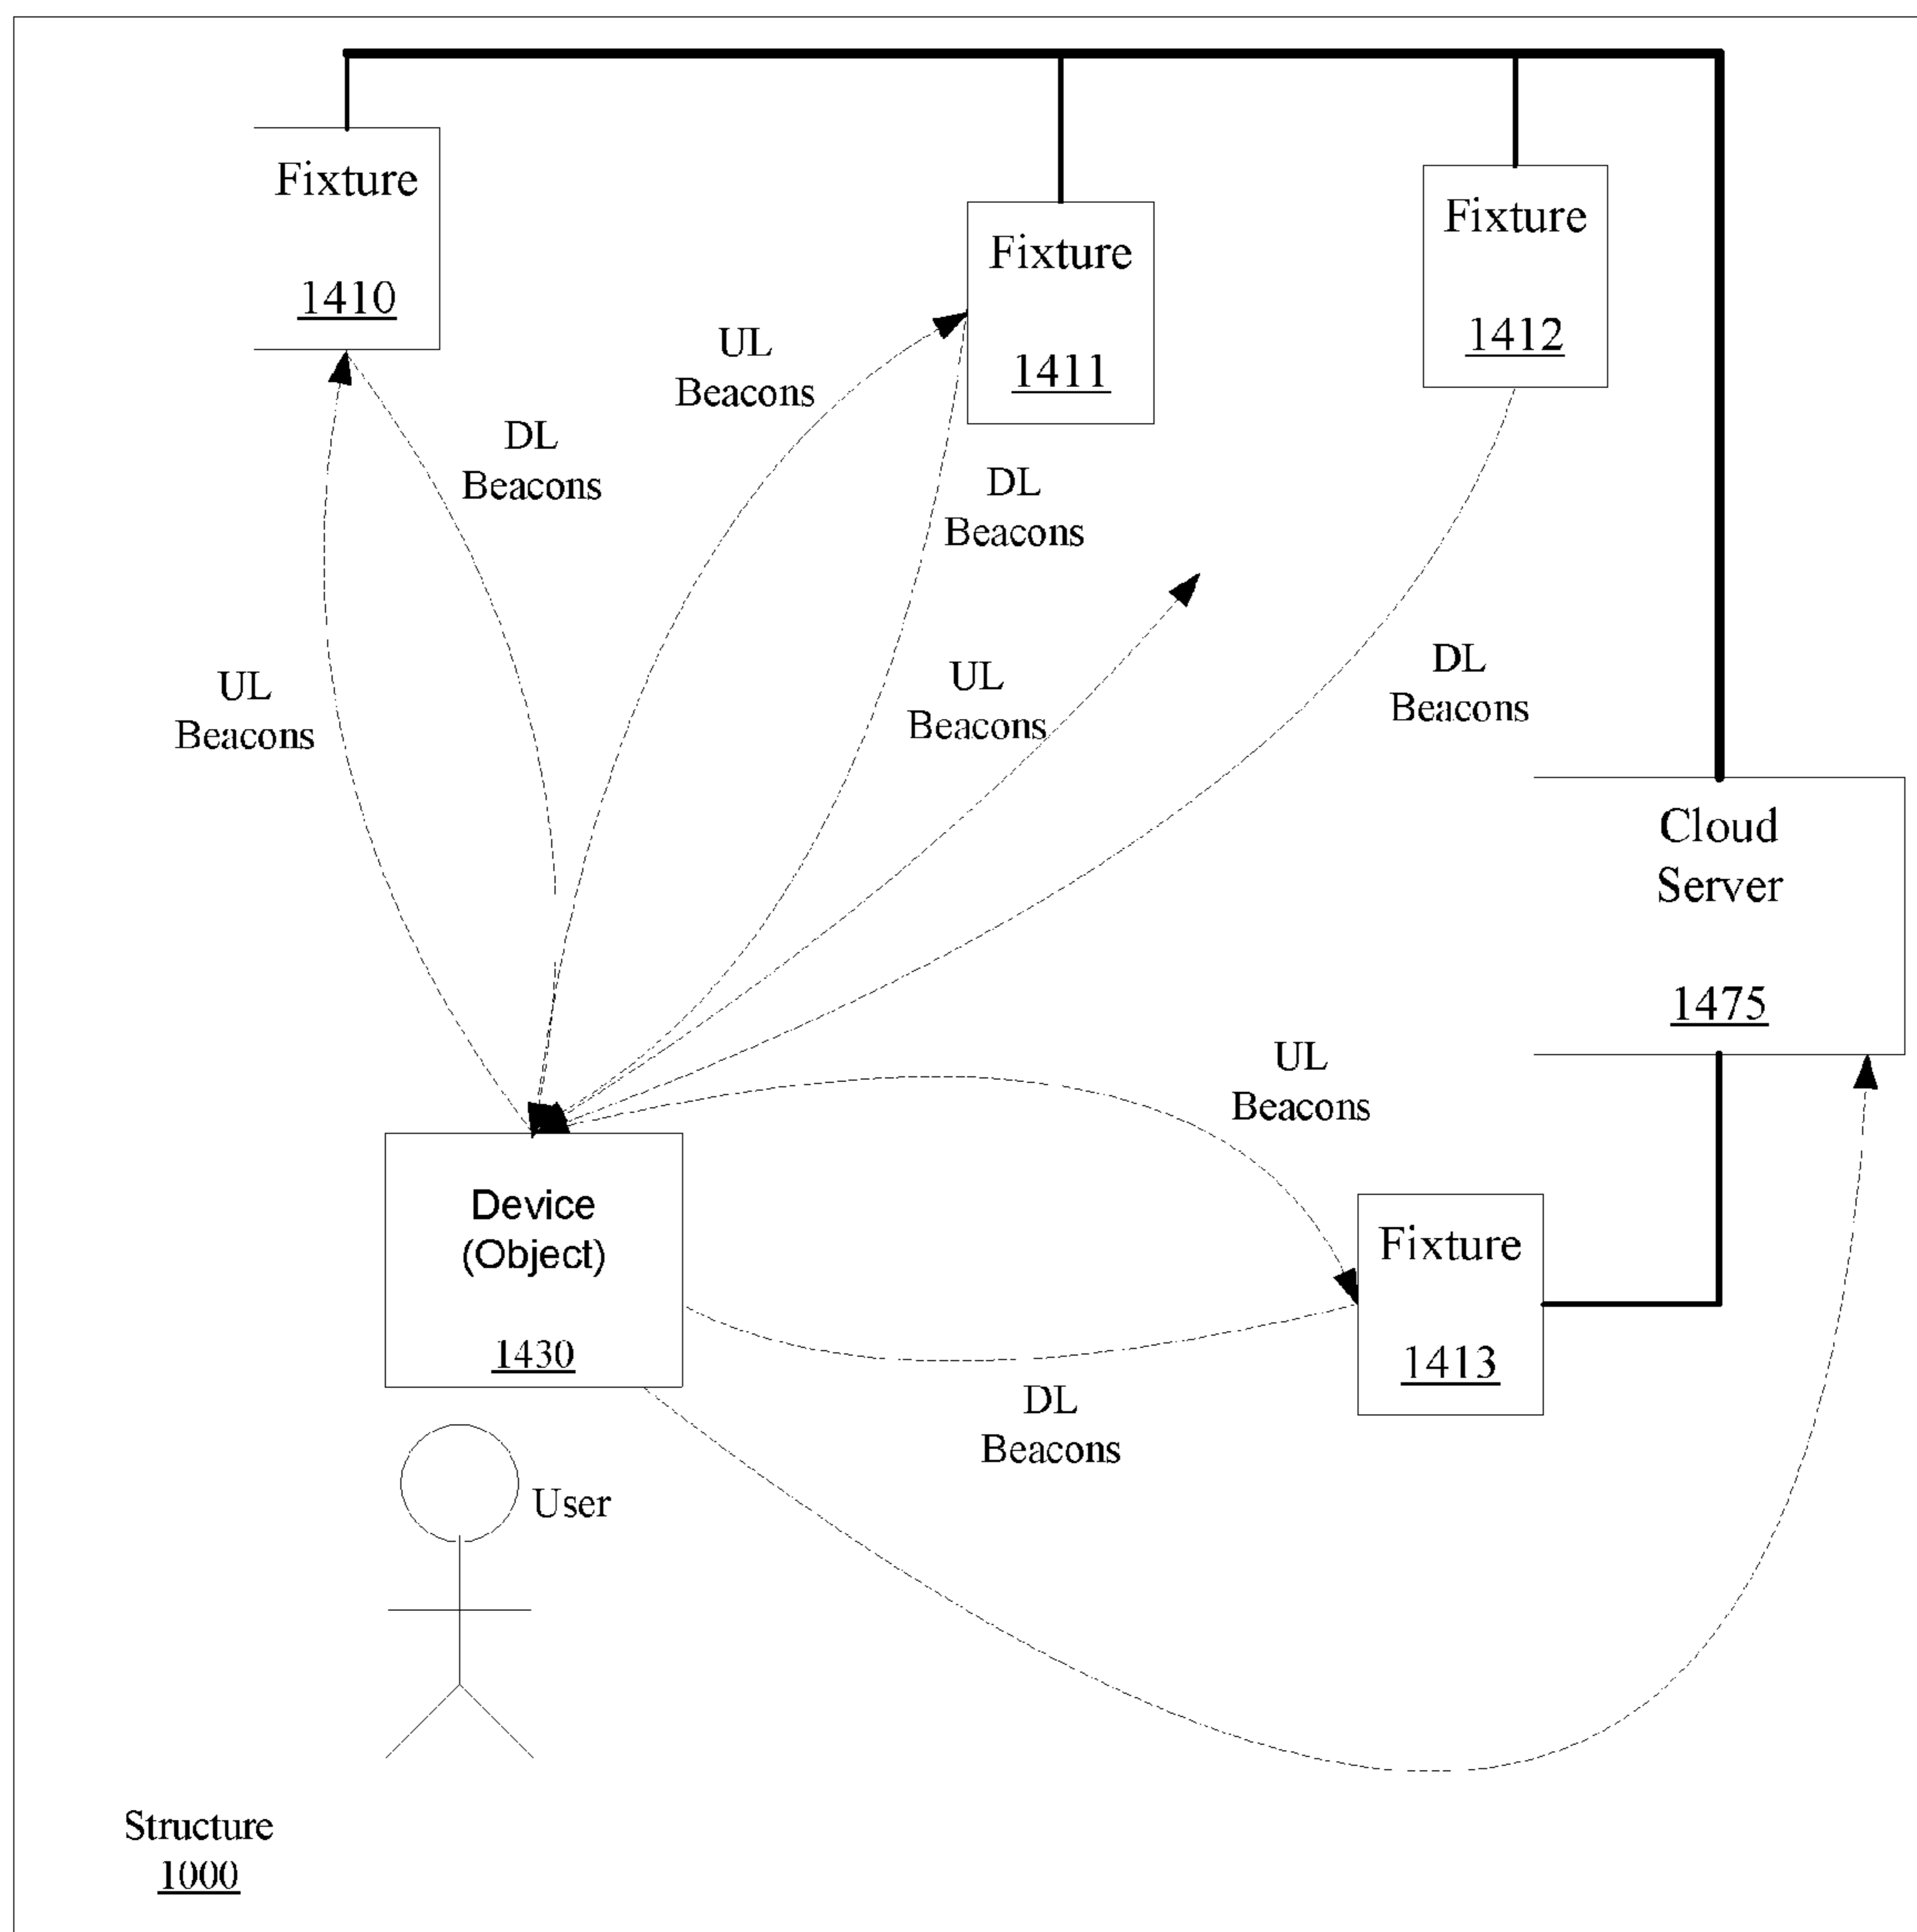 Fixture
1410
Fixture
1411
Fixture
1412
UL
Beacons
DL
Beacons
DL
Beacons
UL
Beacons
UL
Beacons
DL
Beacons
Cloud
Server
1475
UL
Beacons
Device
(Object)
1430
Fixture
1413
DL
Beacons
User
Structure
1000